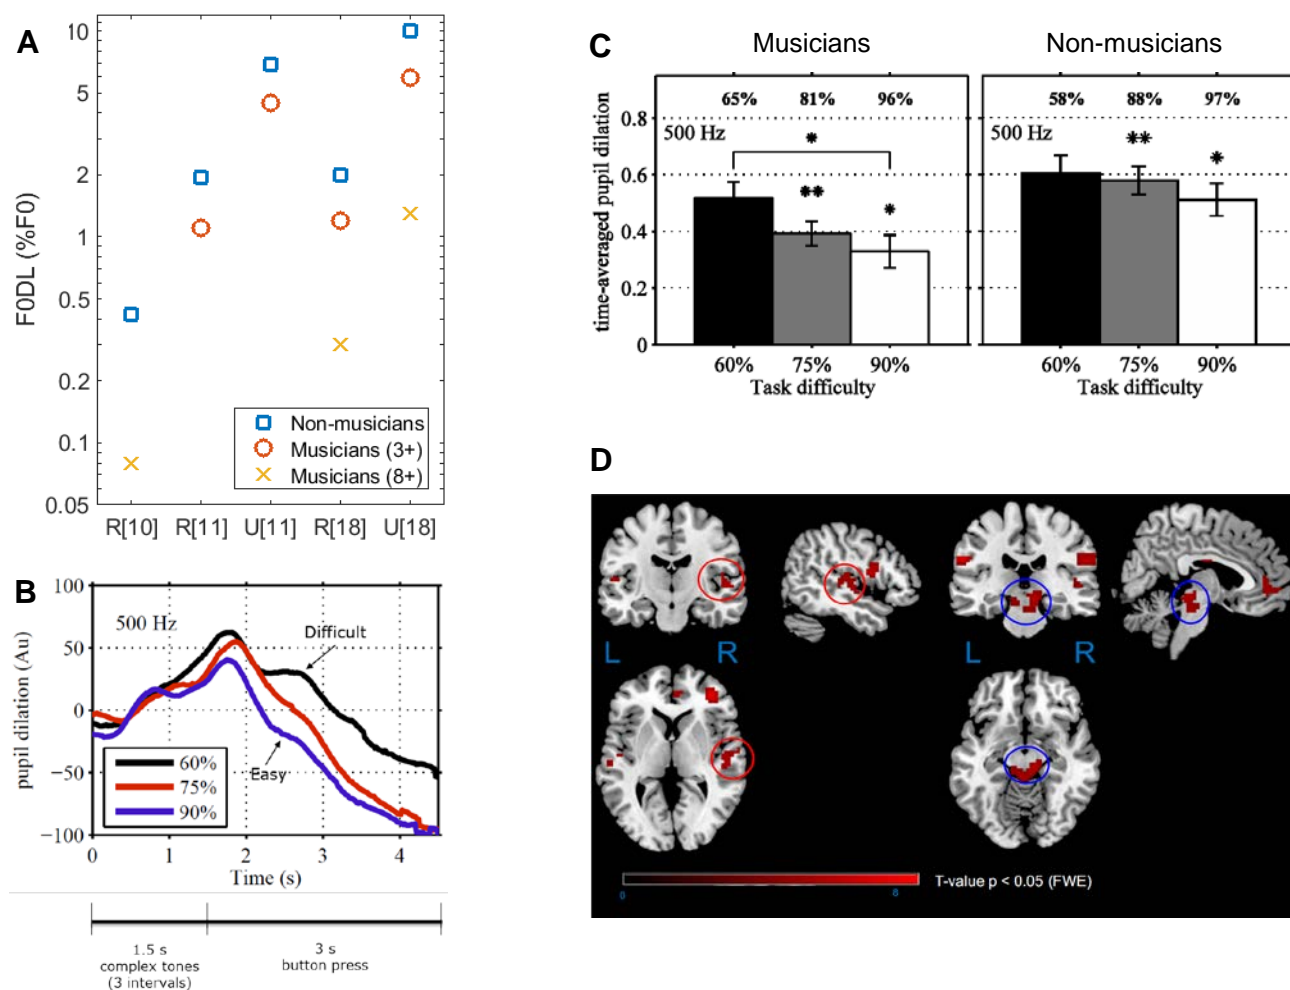 A
10
5
2
1
0.5
0.2
0.1
0.05
F0DL (%F0)
Non-musicians
Musicians (3+)
Musicians (8+)
R[10] R[11] U[11] R[18] U[18]
B
100
50
0
−50
−100
pupil dilation (Au)
500 Hz
Difficult
Easy
60%
75%
90%
0 1 2 3 4
Time (s)
1.5 s
complex tones
(3 intervals)
3 s
button press
C
Musicians
Non-musicians
65% 81% 96%
58% 88% 97%
500 Hz
500 Hz
*
** *
** *
0.8
0.6
0.4
0.2
0
time-averaged pupil dilation
60% 75% 90%
Task difficulty
60% 75% 90%
Task difficulty
D
L R
L R
0 6
T-value p < 0.05 (FWE)